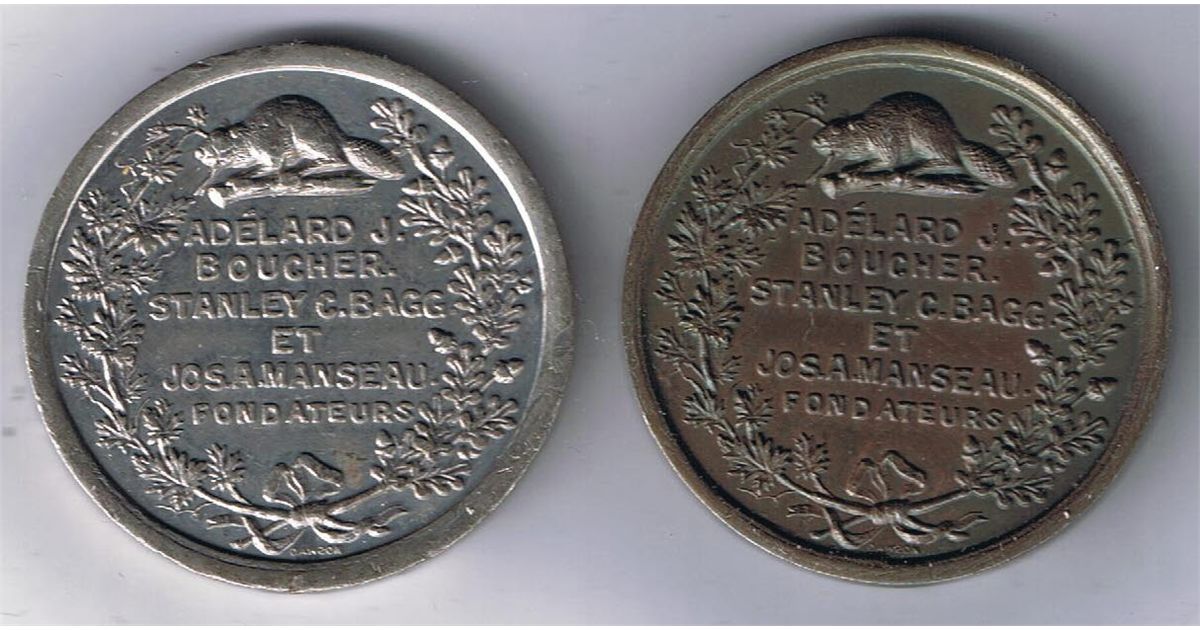 ADÉLARD J.
BOUCHER.
STANLEY C. BAGG
ET
JOS. A. MANSEAU.
FONDATEURS
ADÉLARD J.
BOUCHER.
STANLEY C. BAGG.
ET
JOS. A. MANSEAU.
FONDATEURS